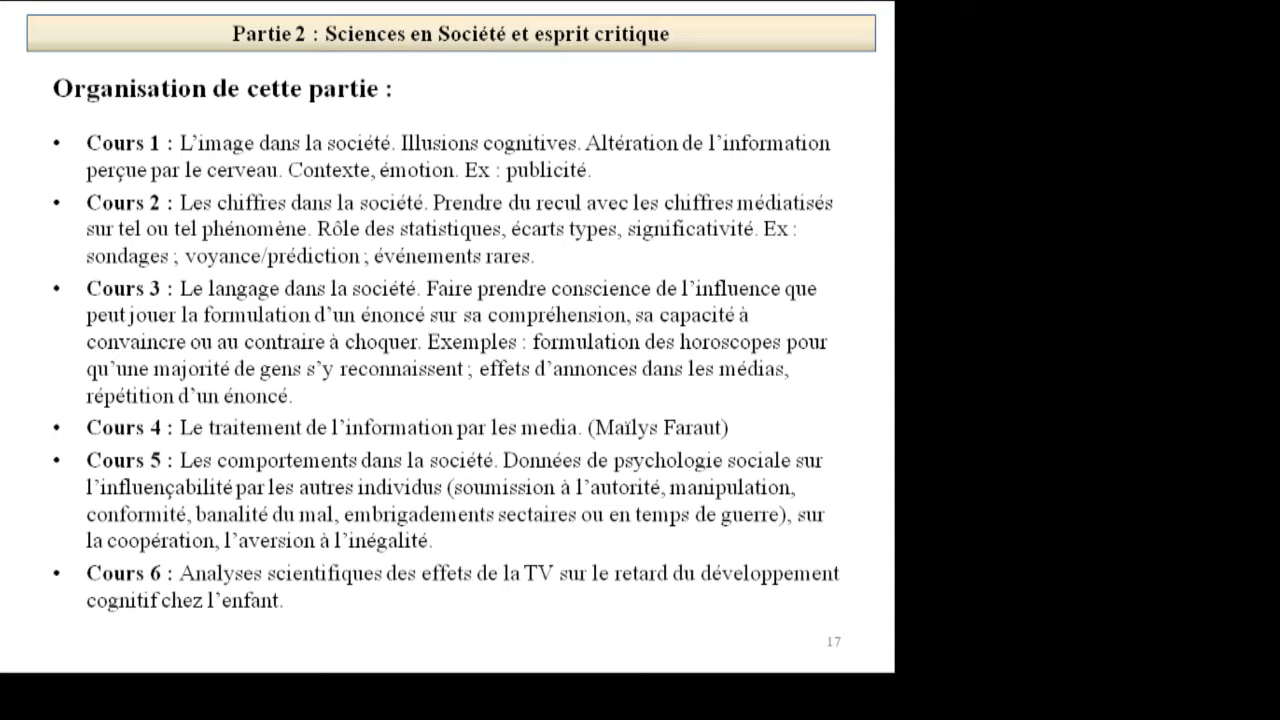 Partie 2 : Sciences en Société et esprit critique
Organisation de cette partie :
• Cours 1 : L’image dans la société. Illusions cognitives. Altération de l’information
perçue par le cerveau. Contexte, émotion. Ex : publicité.
• Cours 2 : Les chiffres dans la société. Prendre du recul avec les chiffres médiatisés
sur tel ou tel phénomène. Rôle des statistiques, écarts types, significativité. Ex :
sondages ; voyance/prédiction ; événements rares.
• Cours 3 : Le langage dans la société. Faire prendre conscience de l’influence que
peut jouer la formulation d’un énoncé sur sa compréhension, sa capacité à
convaincre ou au contraire à choquer. Exemples : formulation des horoscopes pour
qu’une majorité de gens s’y reconnaissent ; effets d’annonces dans les médias,
répétition d’un énoncé.
• Cours 4 : Le traitement de l’information par les media. (Maïlys Faraut)
• Cours 5 : Les comportements dans la société. Données de psychologie sociale sur
l’influençabilité par les autres individus (soumission à l’autorité, manipulation,
conformité, banalité du mal, embrigadements sectaires ou en temps de guerre), sur
la coopération, l’aversion à l’inégalité.
• Cours 6 : Analyses scientifiques des effets de la TV sur le retard du développement
cognitif chez l’enfant.
17